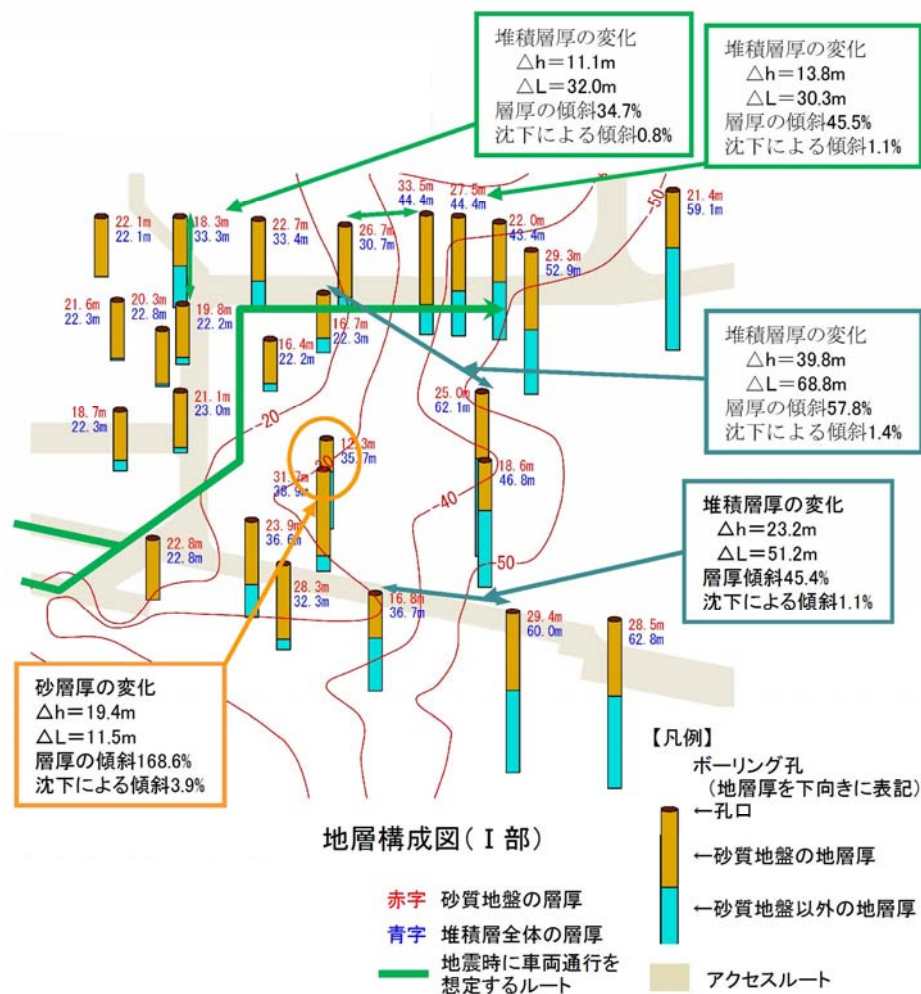 堆積層厚の変化
△h=11.1m
△L=32.0m
層厚の傾斜34.7%
沈下による傾斜0.8%
堆積層厚の変化
△h=13.8m
△L=30.3m
層厚の傾斜45.5%
沈下による傾斜1.1%
22.1m
22.1m
18.3m
33.3m
22.7m
33.4m
26.7m
30.7m
33.5m
44.4m
27.5m
44.4m
22.0m
43.4m
-50
21.4m
59.1m
29.3m
52.9m
21.6m
22.3m
20.3m
22.8m
19.8m
22.2m
16.4m
22.2m
16.7m
22.3m
堆積層厚の変化
△h=39.8m
△L=68.8m
層厚の傾斜57.8%
沈下による傾斜1.4%
18.7m
22.3m
21.1m
23.0m
-20
25.0m
62.1m
35.7m
31.7m
18.6m
46.8m
-40
-50
堆積層厚の変化
△h=23.2m
△L=51.2m
層厚傾斜45.4%
沈下による傾斜1.1%
22.8m
22.8m
23.9m
36.6m
28.3m
32.3m
16.8m
36.7m
29.4m
60.0m
28.5m
62.8m
砂層厚の変化
△h=19.4m
△L=11.5m
層厚の傾斜168.6%
沈下による傾斜3.9%
【凡例】
ボーリング孔
(地層厚を下向きに表記)
←孔口
←砂質地盤の地層厚
←砂質地盤以外の地層厚
地層構成図(Ⅰ部)
赤字 砂質地盤の層厚
青字 堆積層全体の層厚
地震時に車両通行を
想定するルート
アクセスルート